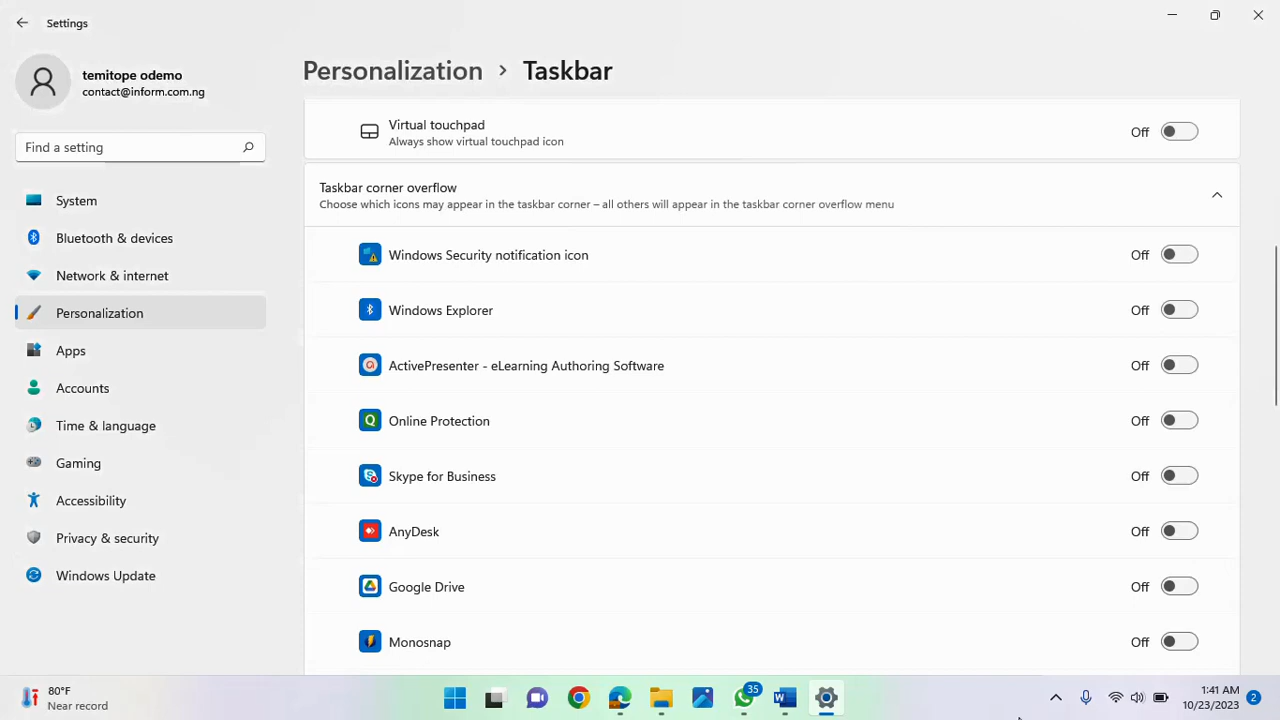 Settings
temitope odemo
contact@inform.com.ng
Find a setting
System
Bluetooth & devices
Network & internet
Personalization
Apps
Accounts
Time & language
Gaming
Accessibility
Privacy & security
Windows Update
Personalization > Taskbar
Virtual touchpad
Always show virtual touchpad icon
Off
Taskbar corner overflow
Choose which icons may appear in the taskbar corner – all others will appear in the taskbar corner overflow menu
Windows Security notification icon Off
Windows Explorer Off
ActivePresenter - eLearning Authoring Software Off
Online Protection Off
Skype for Business Off
AnyDesk Off
Google Drive Off
Monosnap Off
80°F
Near record
35
1:41 AM
10/23/2023
2